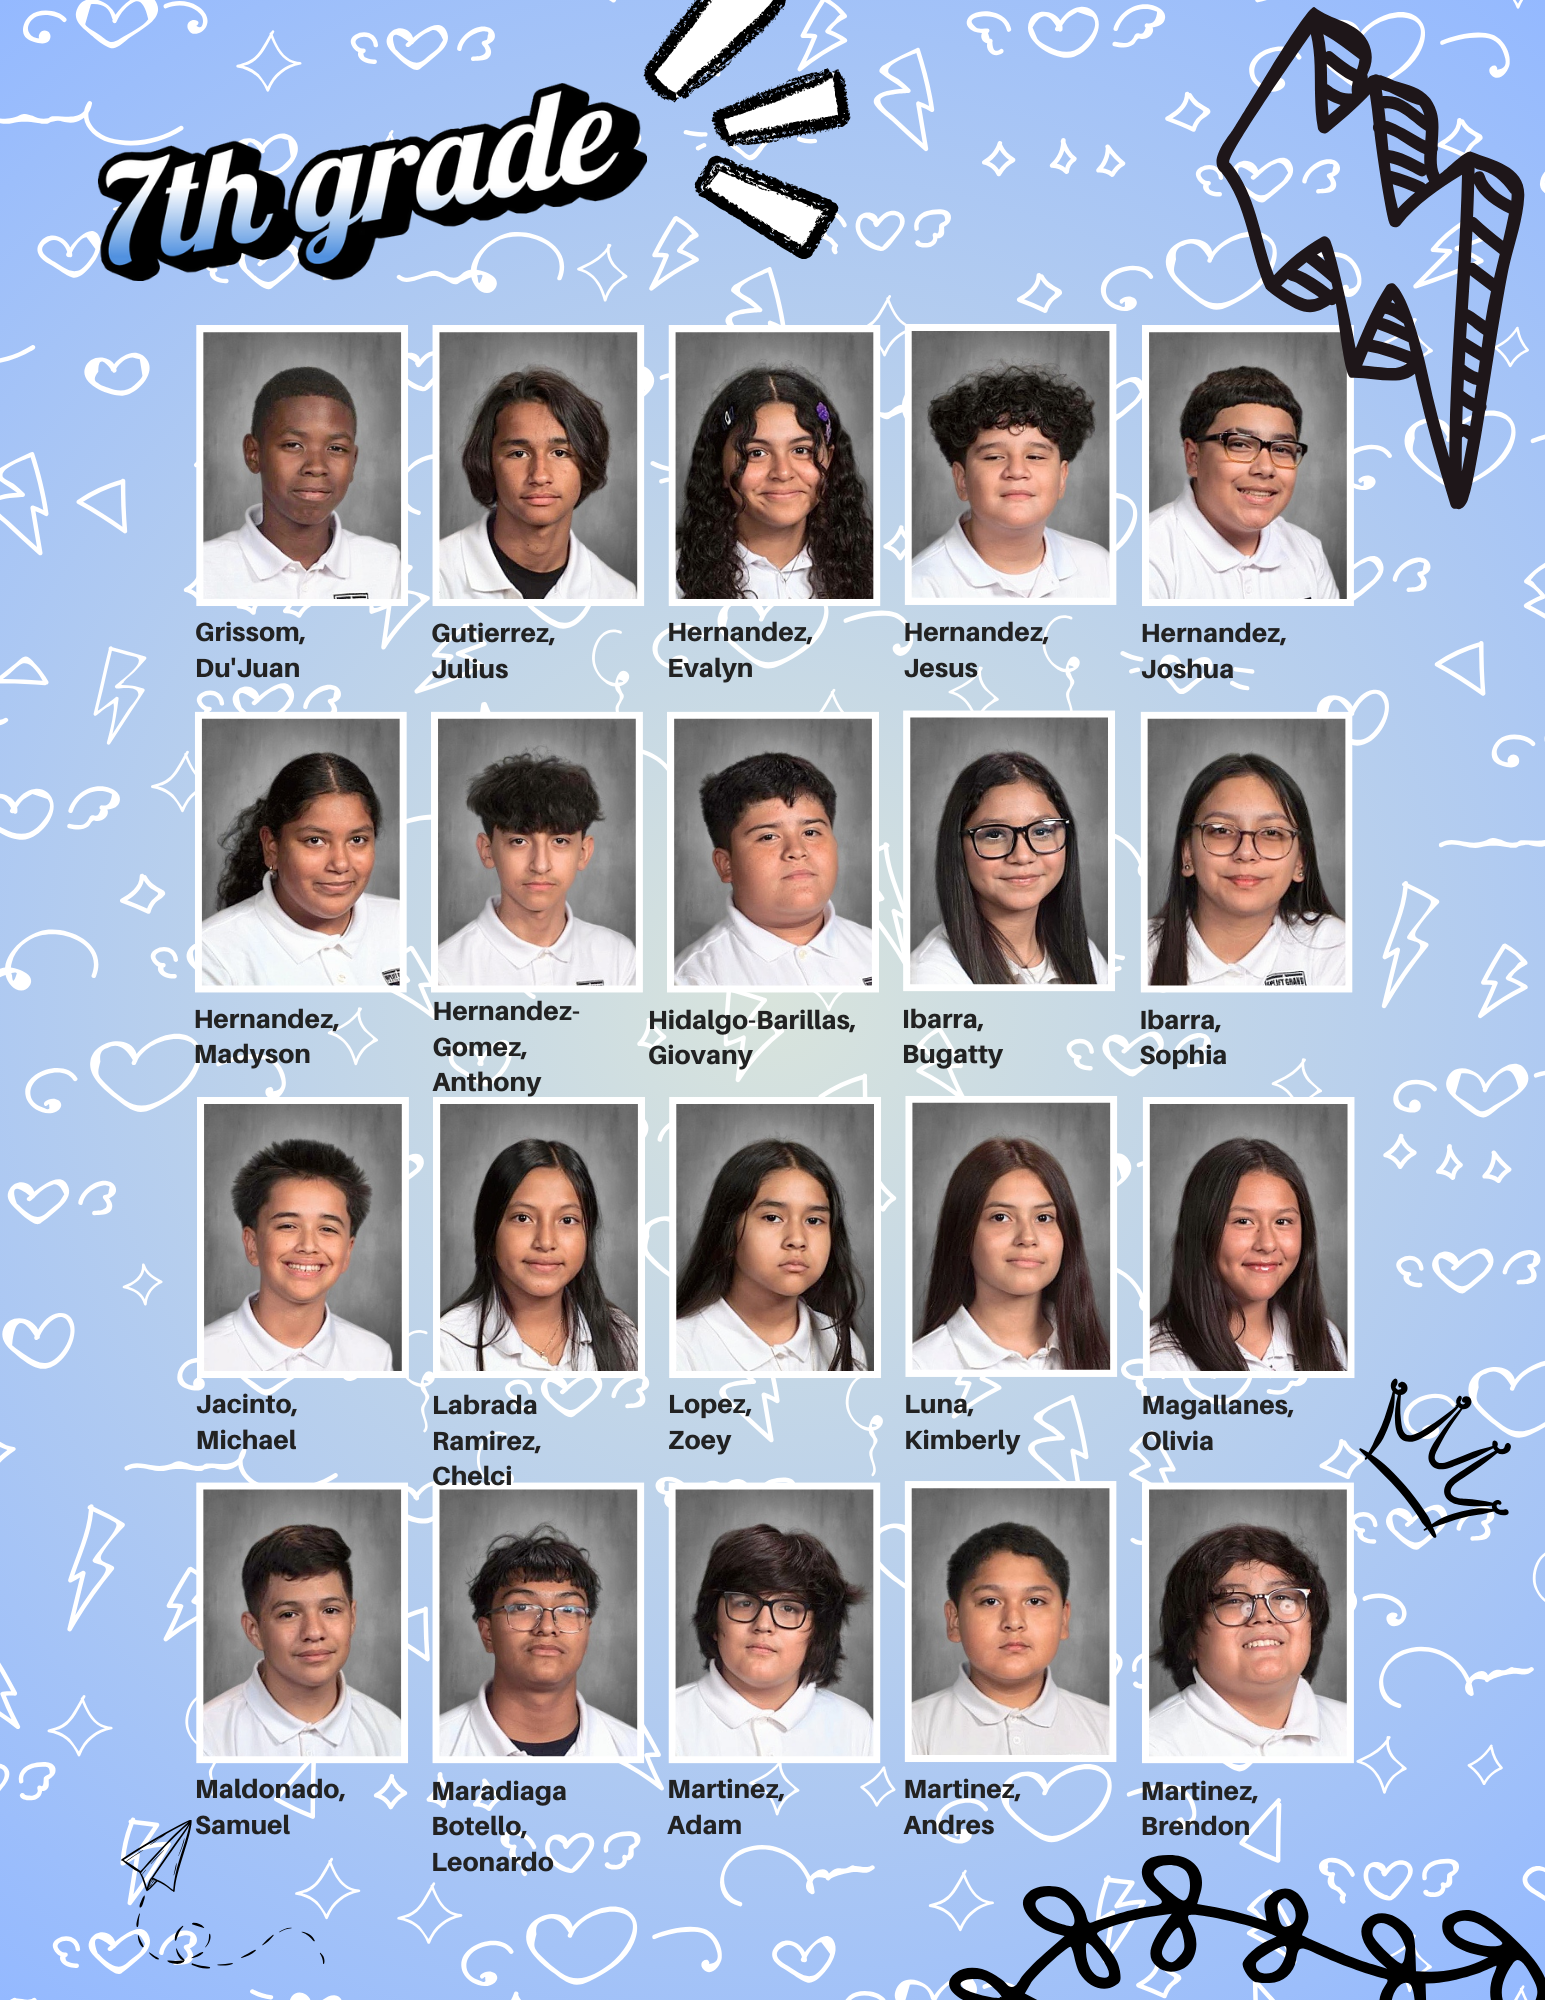 7th grade
Grissom,
Du'Juan
Gutierrez,
Julius
Hernandez,
Evalyn
Hernandez,
Jesus
Hernandez,
Joshua
Hernandez,
Madyson
Hernandez-
Gomez,
Anthony
Hidalgo-Barillas,
Giovany
Ibarra,
Bugatty
Ibarra,
Sophia
Jacinto,
Michael
Labrada
Ramirez,
Chelci
Lopez,
Zoey
Luna,
Kimberly
Magallanes,
Olivia
Maldonado,
Samuel
Maradiaga
Botello,
Leonardo
Martinez,
Adam
Martinez,
Andres
Martinez,
Brendon